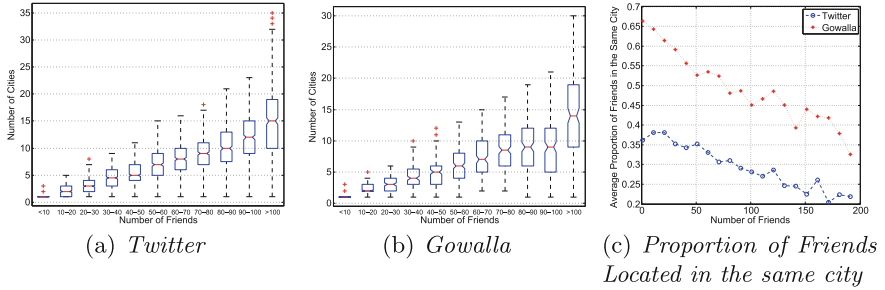 35
30
25
20
15
10
5
0
Number of Cities
<10 10−20 20−30 30−40 40−50 50−60 60−70 70−80 80−90 90−100 >100
Number of Friends
(a) Twitter
30
25
20
15
10
5
0
Number of Cities
<10 10−20 20−30 30−40 40−50 50−60 60−70 70−80 80−90 90−100 >100
Number of Friends
(b) Gowalla
0.7
0.65
0.6
0.55
0.5
0.45
0.4
0.35
0.3
0.25
0.2
Average Proportion of Friends in the Same City
Twitter
Gowalla
0 50 100 150 200
Number of Friends
(c) Proportion of Friends
Located in the same city